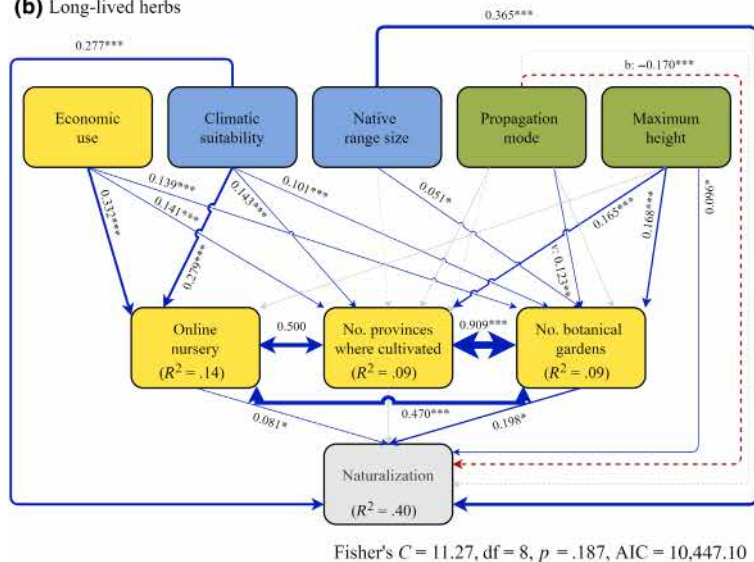 (b) Long-lived herbs
0.365***
0.277***
b: −0.170***
Economic
use
Climatic
suitability
Native
range size
Propagation
mode
Maximum
height
0.332***
0.139***
0.141***
0.279***
0.143***
0.101***
0.051*
v: 0.123**
0.165***
0.168***
0.096*
Online
nursery
(R² = .14)
0.500
No. provinces
where cultivated
(R² = .09)
0.909***
No. botanical
gardens
(R² = .09)
0.081*
0.470***
0.198*
Naturalization
(R² = .40)
Fisher's C = 11.27, df = 8, p = .187, AIC = 10,447.10